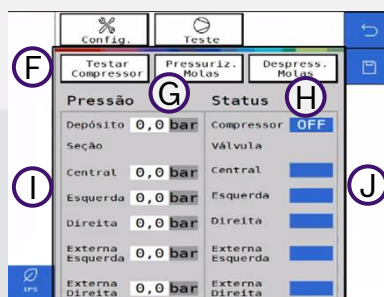 Config. Teste
F Testar Compressor Pressuriz. Molas Despress. Molas
G H
Pressão Status
Depósito 0,0 bar Compressor OFF
Seção Válvula
I Central 0,0 bar Central J
Esquerda 0,0 bar Esquerda
Direita 0,0 bar Direita
Externa Esquerda 0,0 bar Externa Esquerda
Externa Direita 0,0 bar Externa Direita
IPS